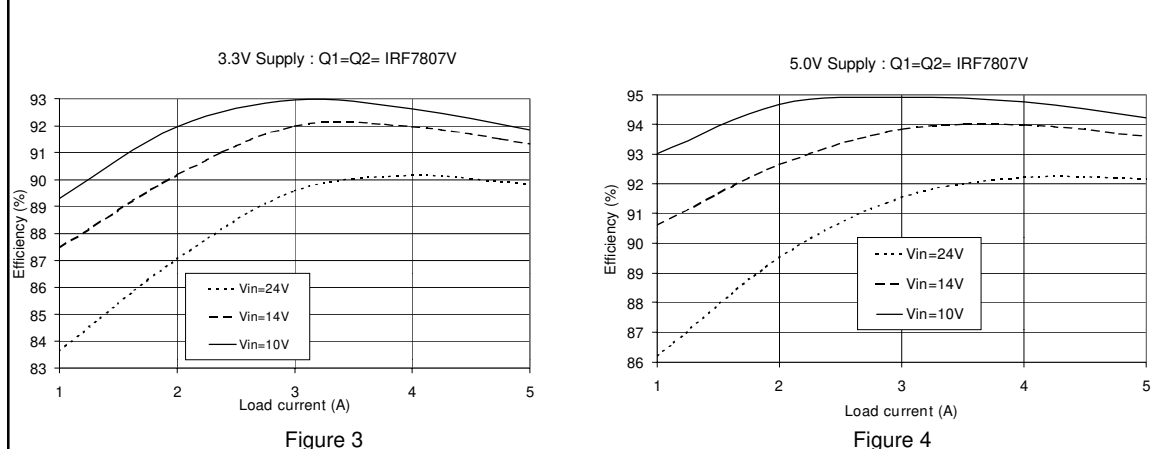 3.3V Supply : Q1=Q2= IRF7807V
93
92
91
90
89
88
87
86
85
84
83
Efficiency (%)
Vin=24V
Vin=14V
Vin=10V
1 2 3 4 5
Load current (A)
Figure 3
5.0V Supply : Q1=Q2= IRF7807V
95
94
93
92
91
90
89
88
87
86
Efficiency (%)
Vin=24V
Vin=14V
Vin=10V
1 2 3 4 5
Load current (A)
Figure 4